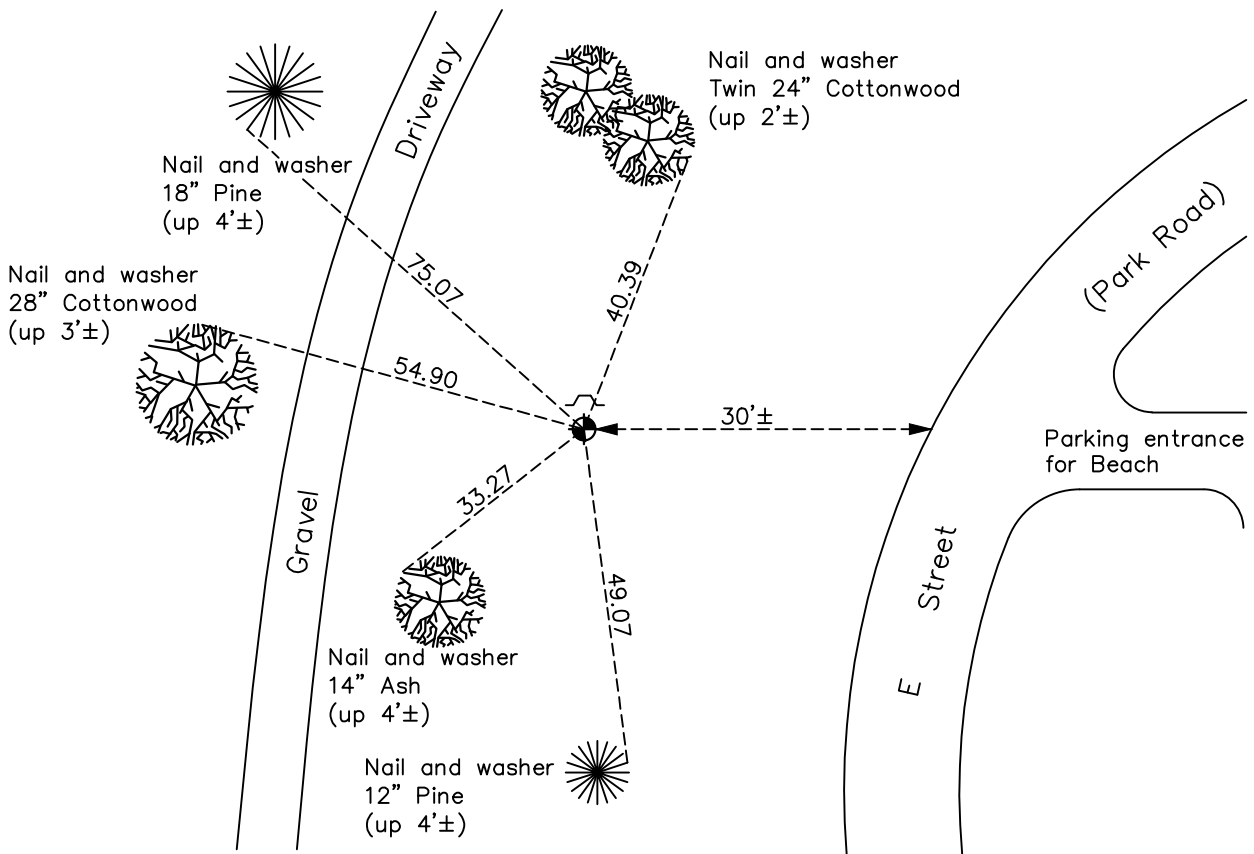 Nail and washer
Twin 24" Cottonwood
(up 2'±)
Driveway
Nail and washer
18" Pine
(up 4'±)
(Park Road)
Nail and washer
28" Cottonwood
(up 3'±)
75.07
40.39
54.90
30'±
Parking entrance
for Beach
33.27
Gravel
49.07
E Street
Nail and washer
14" Ash
(up 4'±)
Nail and washer
12" Pine
(up 4'±)